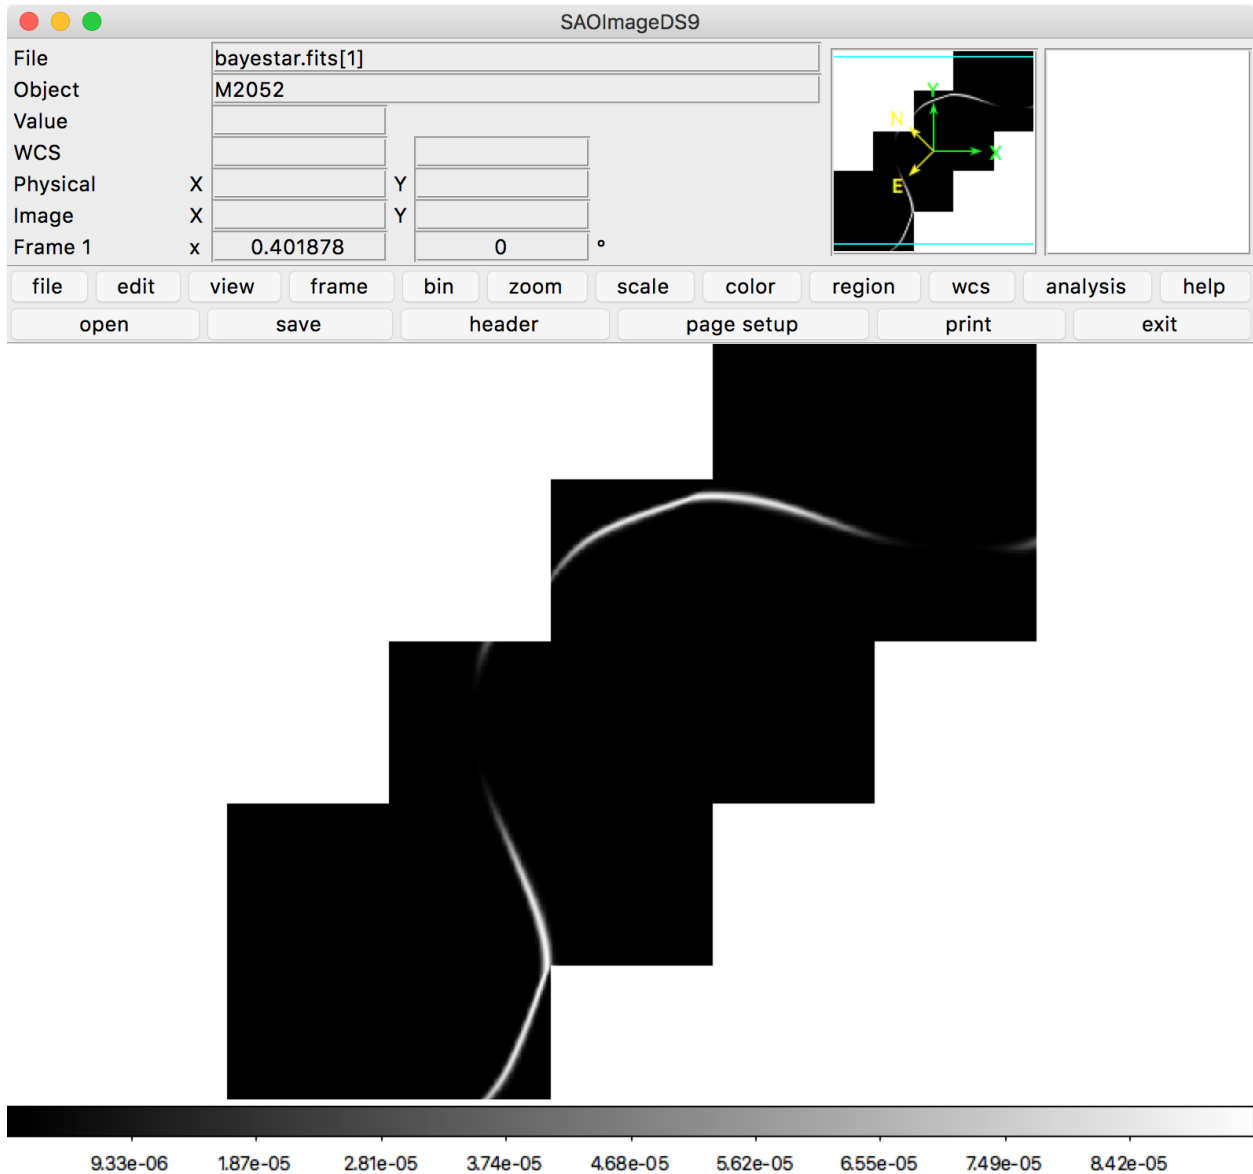 SAOImageDS9
File bayestar.fits[1]
Object M2052
Value
WCS
Physical X Y
Image X Y
Frame 1 x 0.401878 0 °
Y
N
X
E
file edit view frame bin zoom scale color region wcs analysis help
open save header page setup print exit
9.33e-06 1.87e-05 2.81e-05 3.74e-05 4.68e-05 5.62e-05 6.55e-05 7.49e-05 8.42e-05